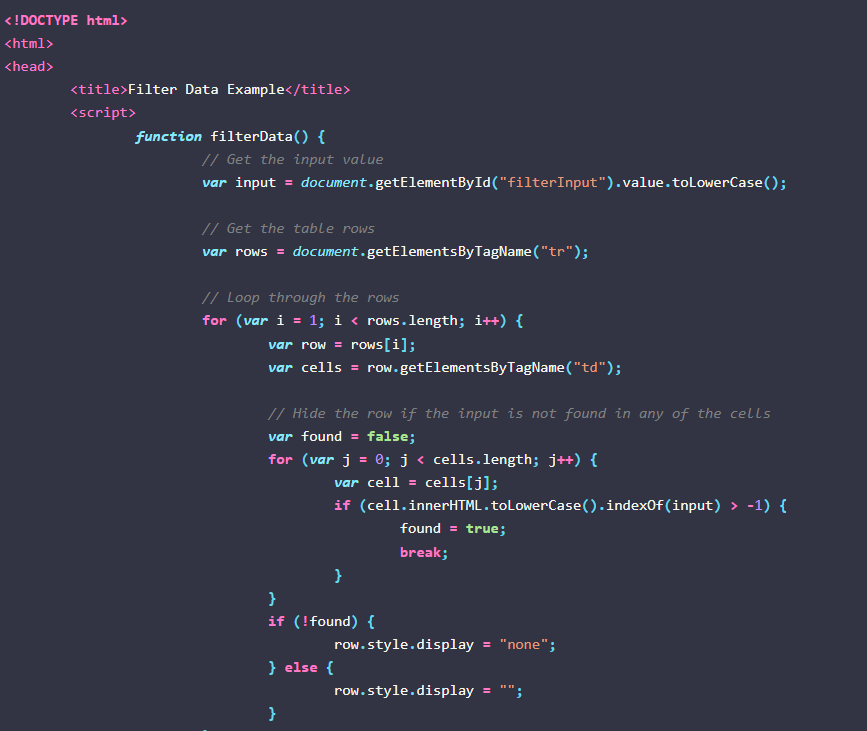 <!DOCTYPE html>
<html>
<head>
	<title>Filter Data Example</title>
	<script>
		function filterData() {
			// Get the input value
			var input = document.getElementById("filterInput").value.toLowerCase();

			// Get the table rows
			var rows = document.getElementsByTagName("tr");

			// Loop through the rows
			for (var i = 1; i < rows.length; i++) {
				var row = rows[i];
				var cells = row.getElementsByTagName("td");

				// Hide the row if the input is not found in any of the cells
				var found = false;
				for (var j = 0; j < cells.length; j++) {
					var cell = cells[j];
					if (cell.innerHTML.toLowerCase().indexOf(input) > -1) {
						found = true;
						break;
					}
				}
				if (!found) {
					row.style.display = "none";
				} else {
					row.style.display = "";
				}